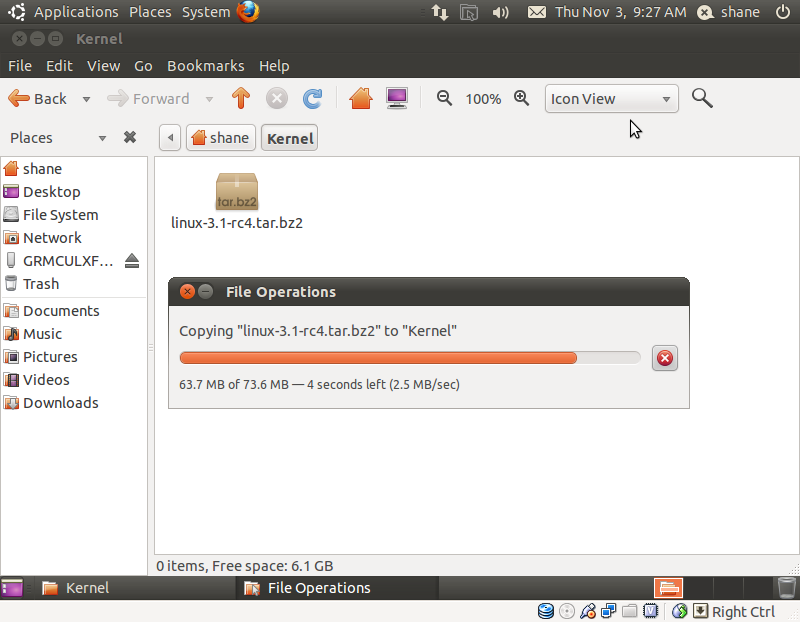 Applications Places System Thu Nov 3, 9:27 AM shane
Kernel
File Edit View Go Bookmarks Help
Back Forward 100% Icon View
Places shane Kernel
shane
Desktop
File System
Network
GRMCULXF...
Trash
Documents
Music
Pictures
Videos
Downloads
tar.bz2
linux-3.1-rc4.tar.bz2
File Operations
Copying "linux-3.1-rc4.tar.bz2" to "Kernel"
63.7 MB of 73.6 MB — 4 seconds left (2.5 MB/sec)
0 items, Free space: 6.1 GB
Kernel File Operations
Right Ctrl